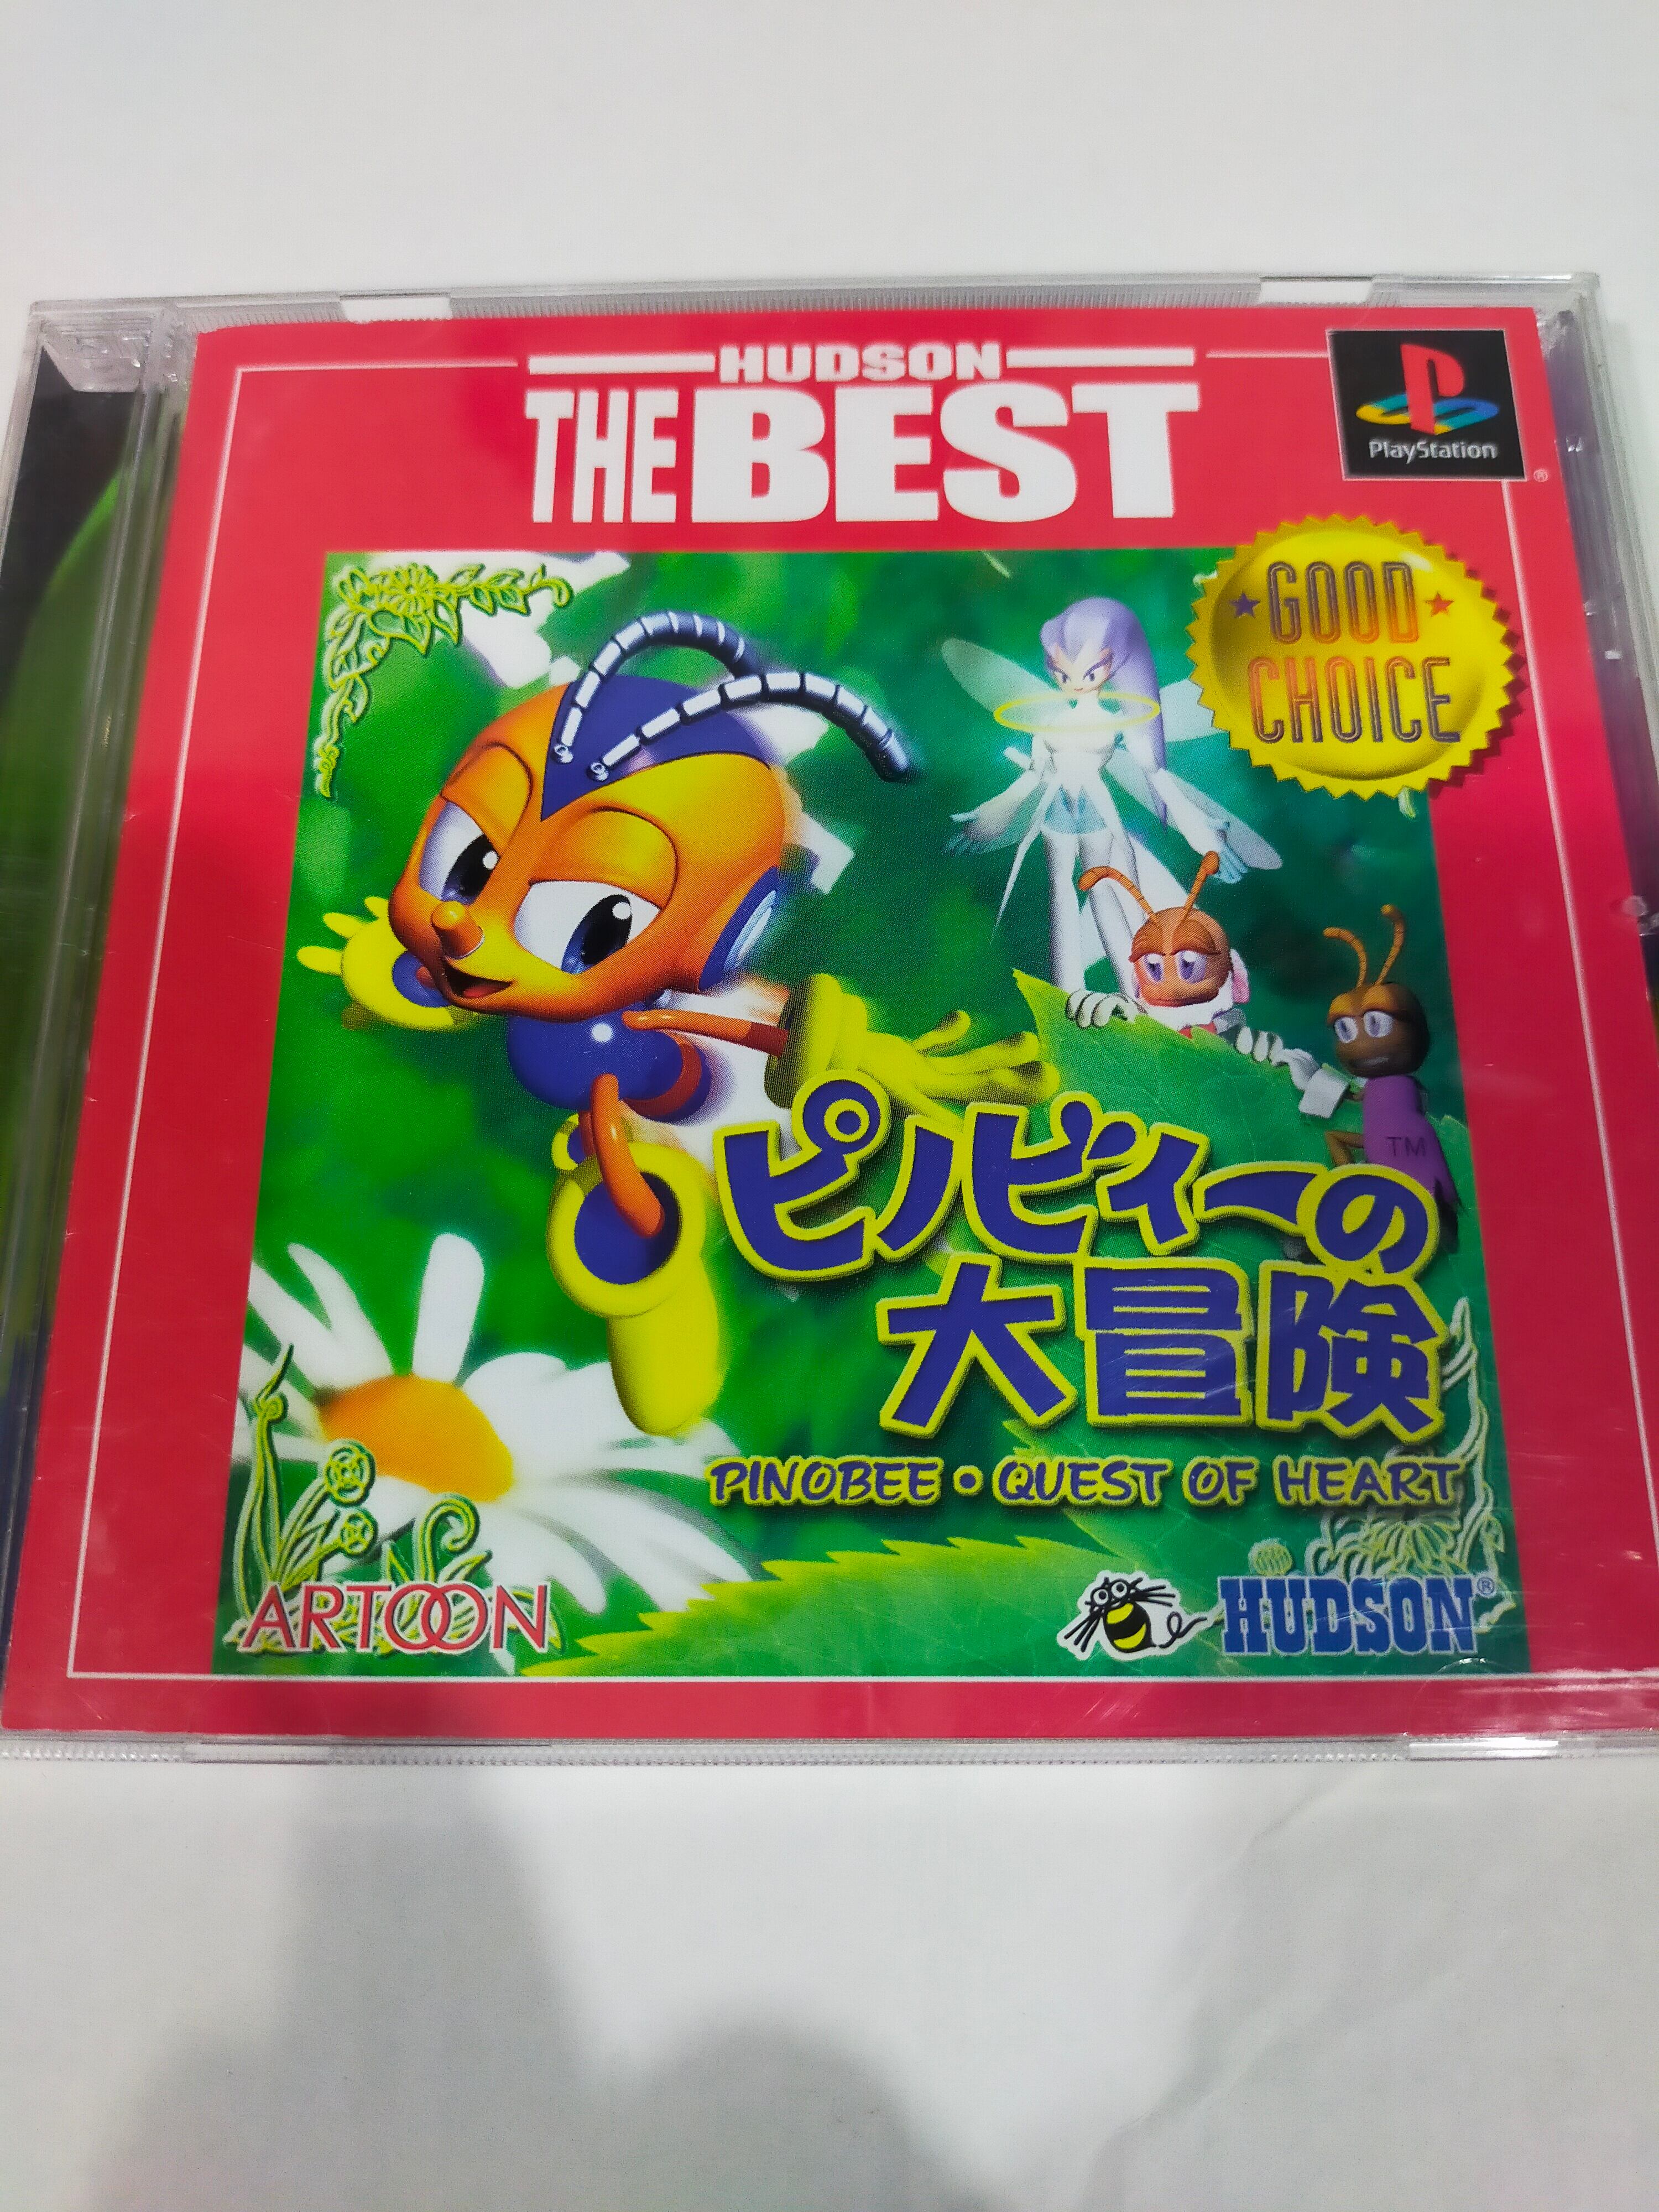 HUDSON
THE BEST
PlayStation
®
GOOD
CHOICE
ピノビィーの
TM
大冒険
PINOBEE • QUEST OF HEART
ARTOON
HUDSON®